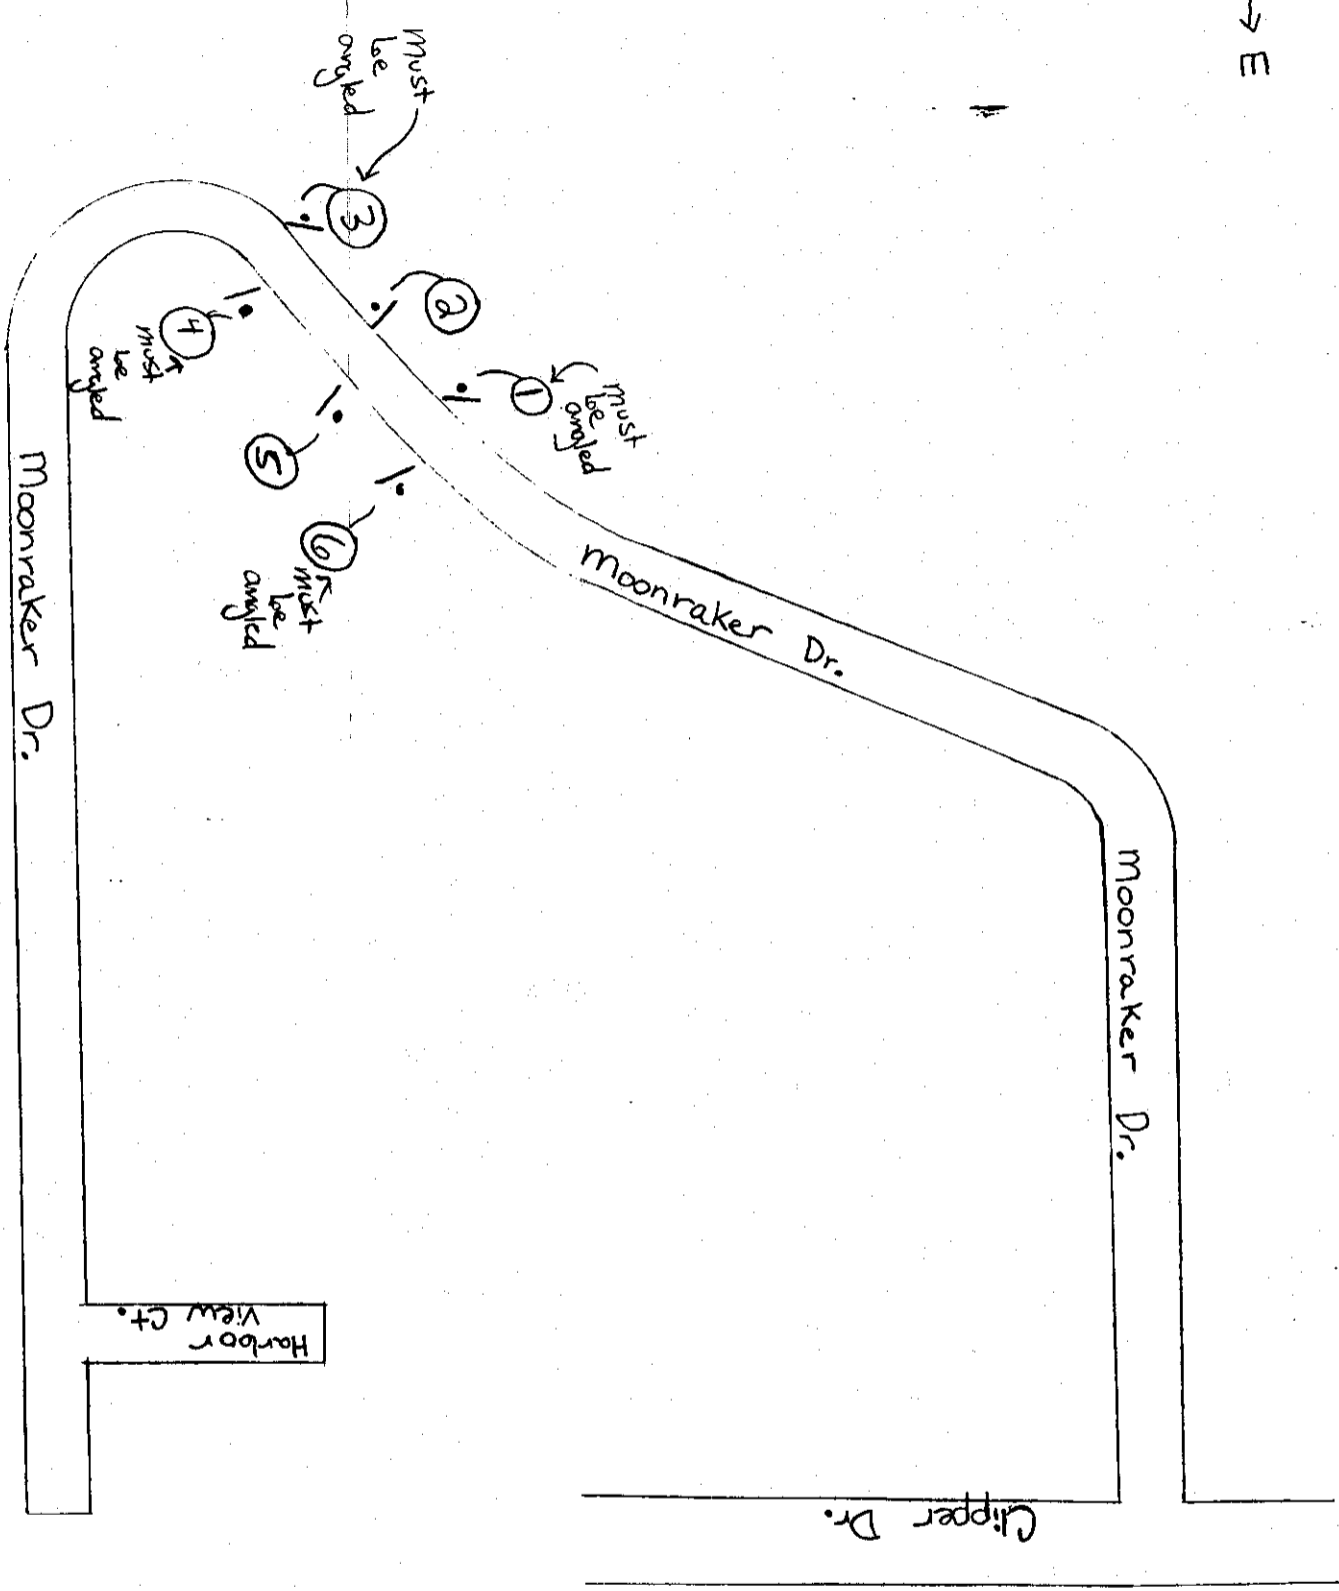 → E
must
be
angled
3
2
1
must
be
angled
4
must
be
angled
5
6
must
be
angled
Moonraker Dr.
Moonraker Dr.
Moonraker Dr.
Harbor
View Ct.
Clipper Dr.